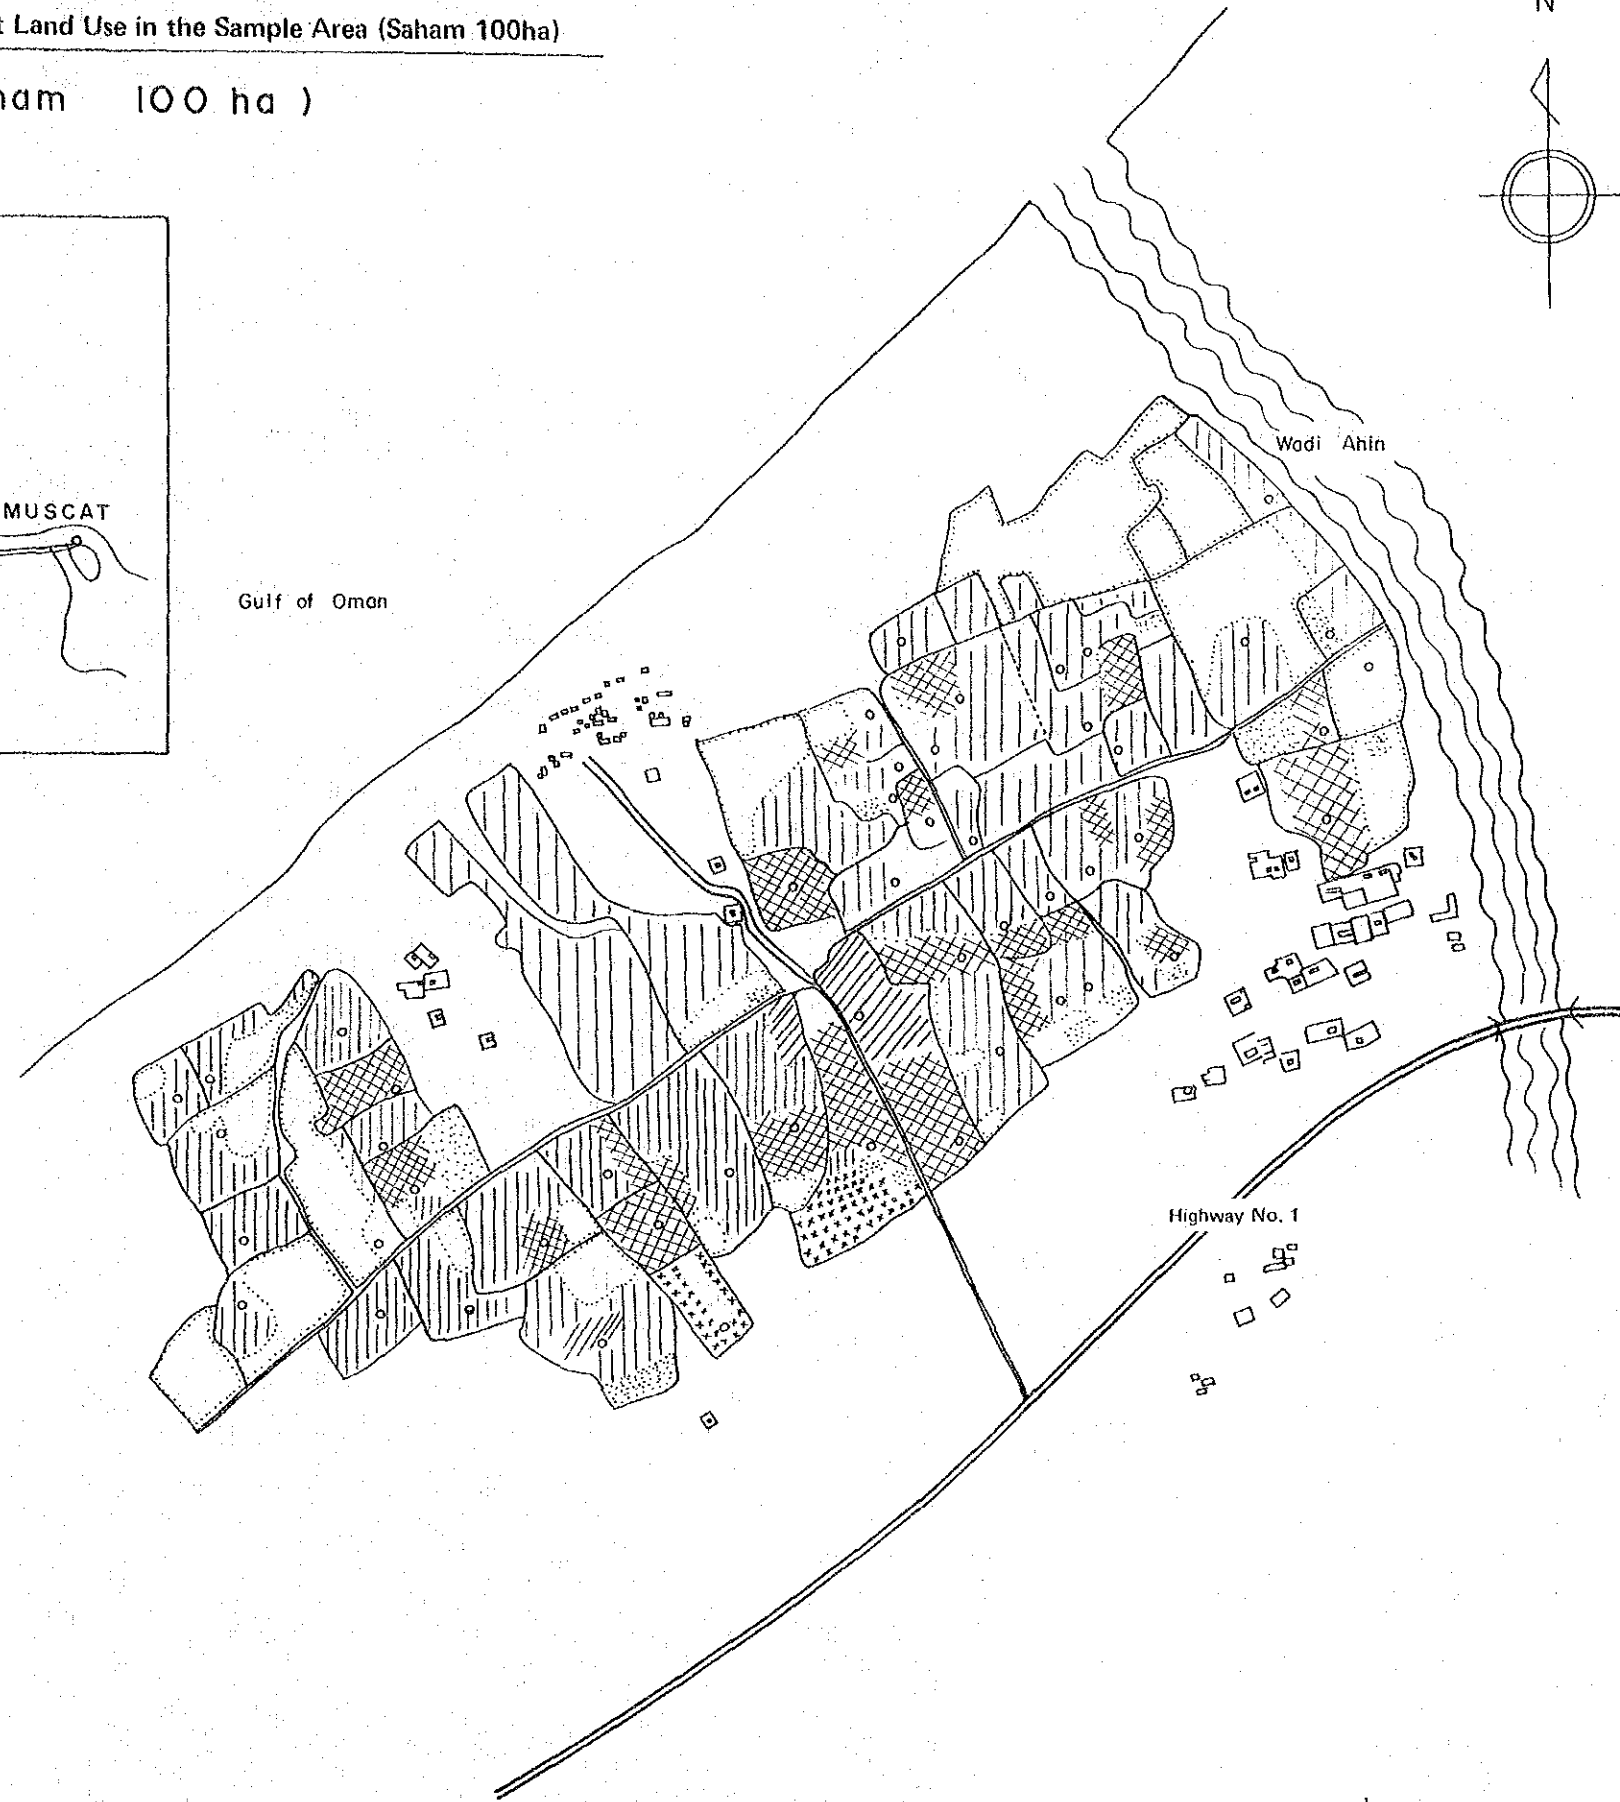 t Land Use in the Sample Area (Saham 100ha)
ham 100 ha )
N
MUSCAT
Gulf of Oman
Wadi Ahin
Highway No. 1